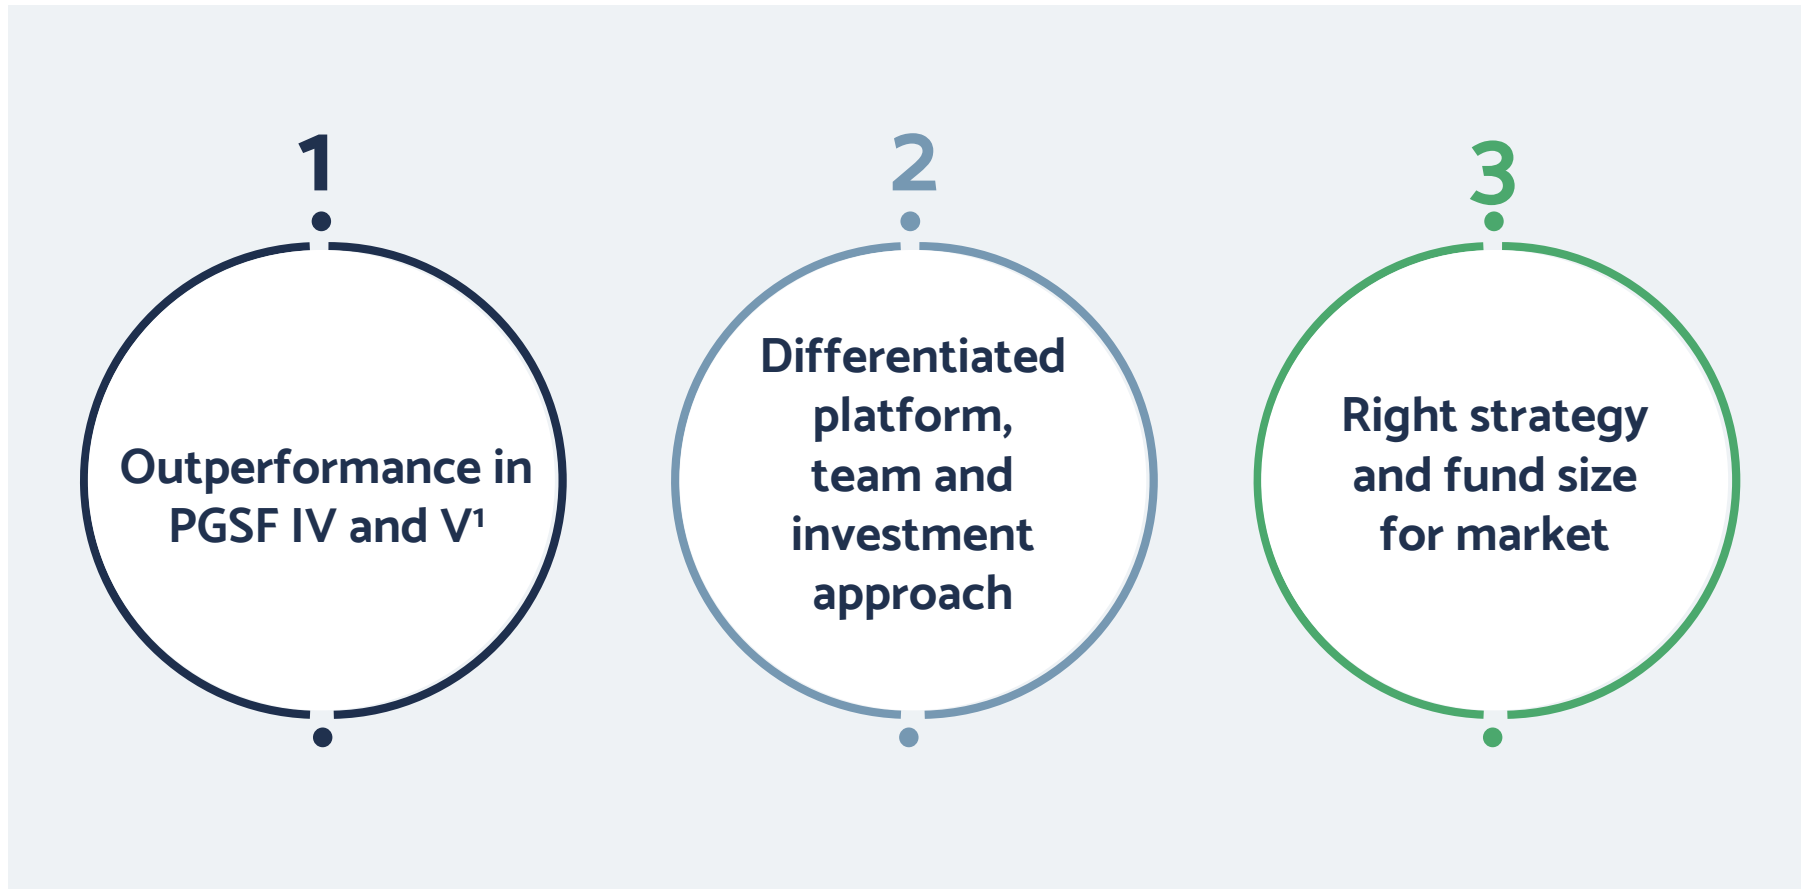 1
Outperformance in
PGSF IV and V¹
2
Differentiated
platform,
team and
investment
approach
3
Right strategy
and fund size
for market